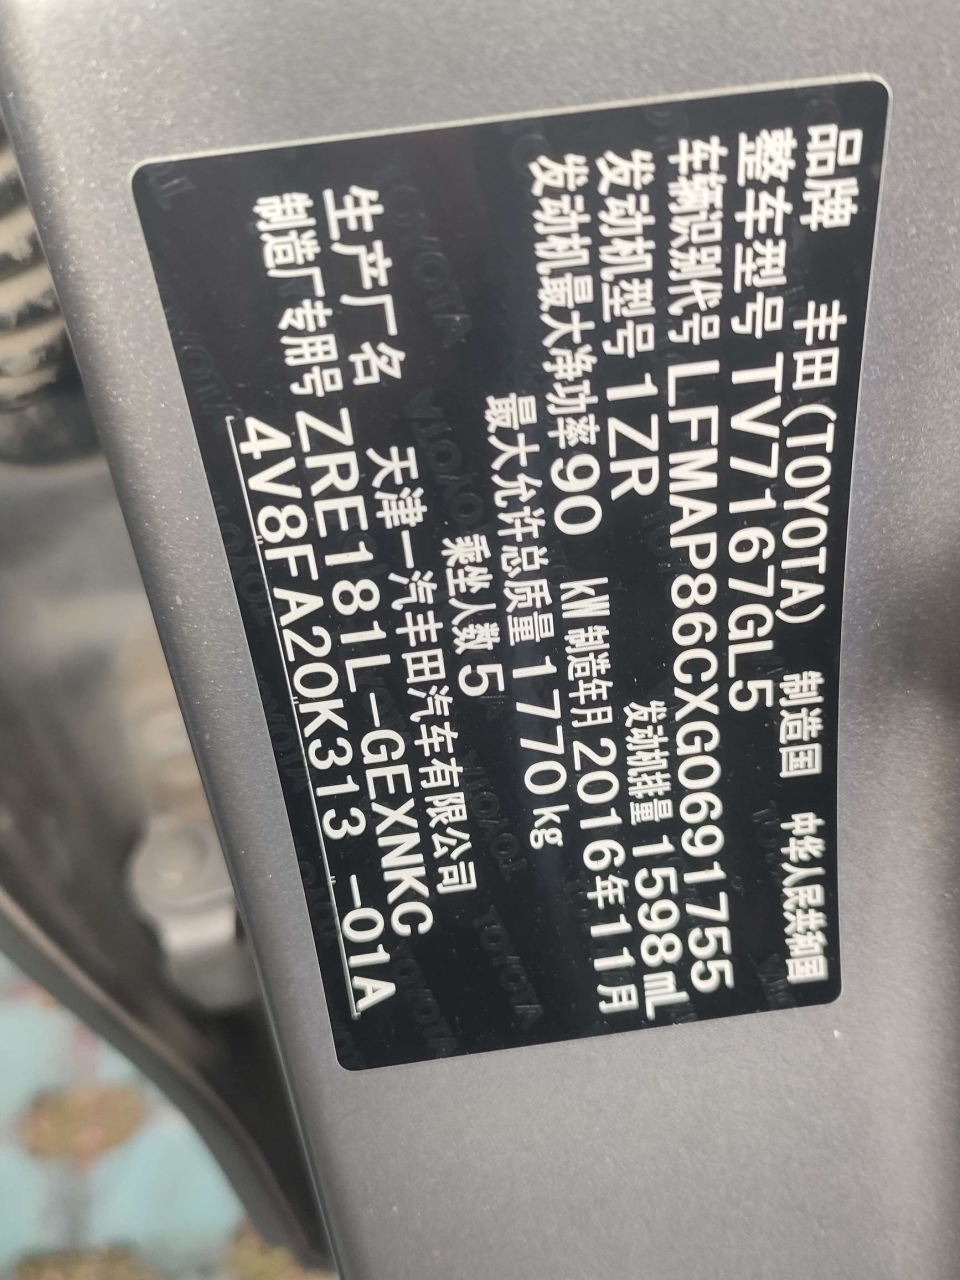 品牌 丰田(TOYOTA) 制造国 中华人民共和国
整车型号 TV7167GL5
车辆识别代号 LFMAP86CXG0691755
发动机型号 1ZR 发动机排量 1598mL
发动机最大净功率 90 kW 制造年月 2016年11月
最大允许总质量 1770kg
乘坐人数 5
生产厂名 天津一汽丰田汽车有限公司
制造厂专用号 ZRE181L-GEXNKC
4V8FA20K313 -01A